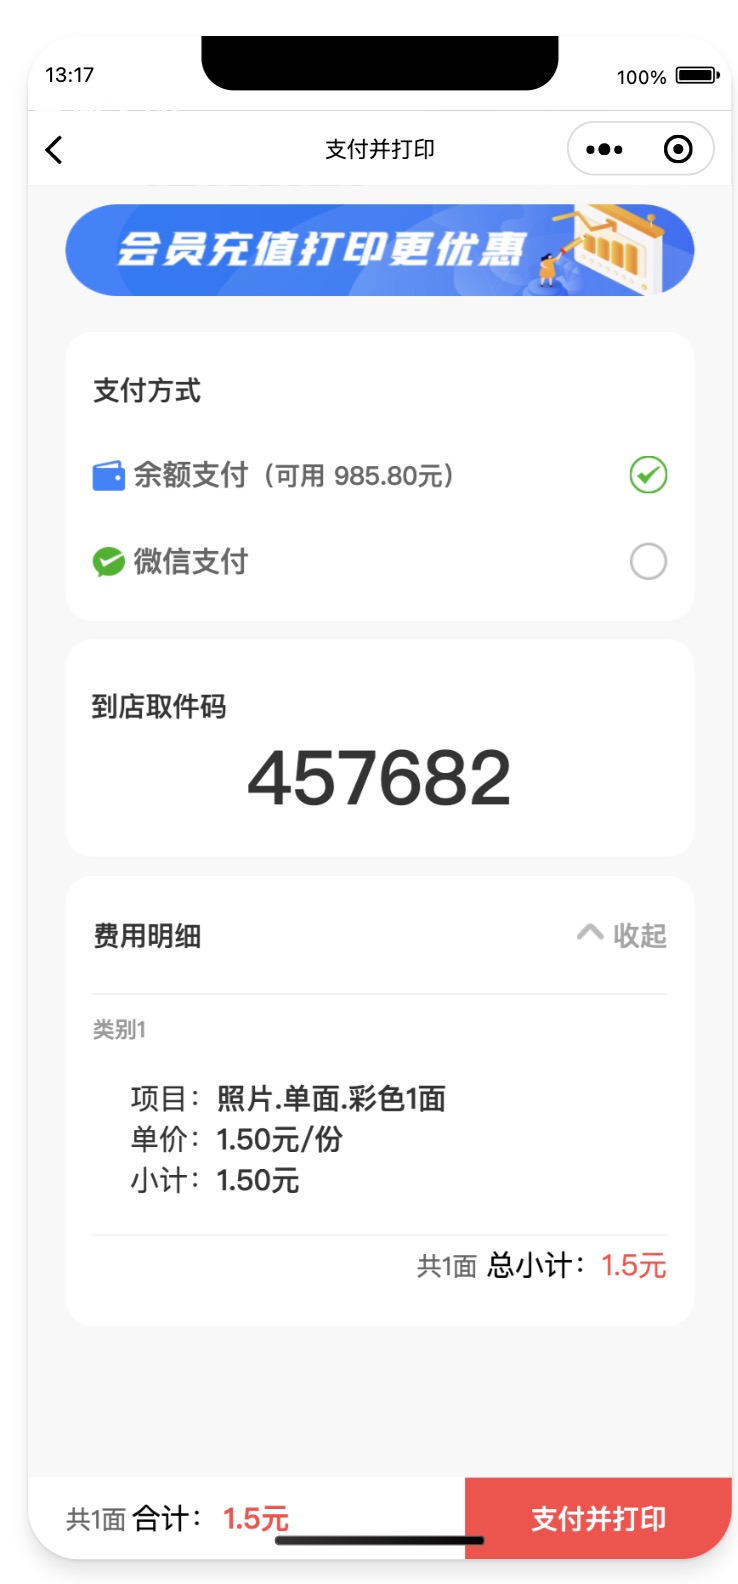 13:17
100%
支付并打印
会员充值打印更优惠
支付方式
余额支付（可用 985.80元）
微信支付
到店取件码
457682
费用明细
收起
类别1
项目：照片.单面.彩色1面
单价：1.50元/份
小计：1.50元
共1面 总小计：1.5元
共1面 合计：1.5元
支付并打印